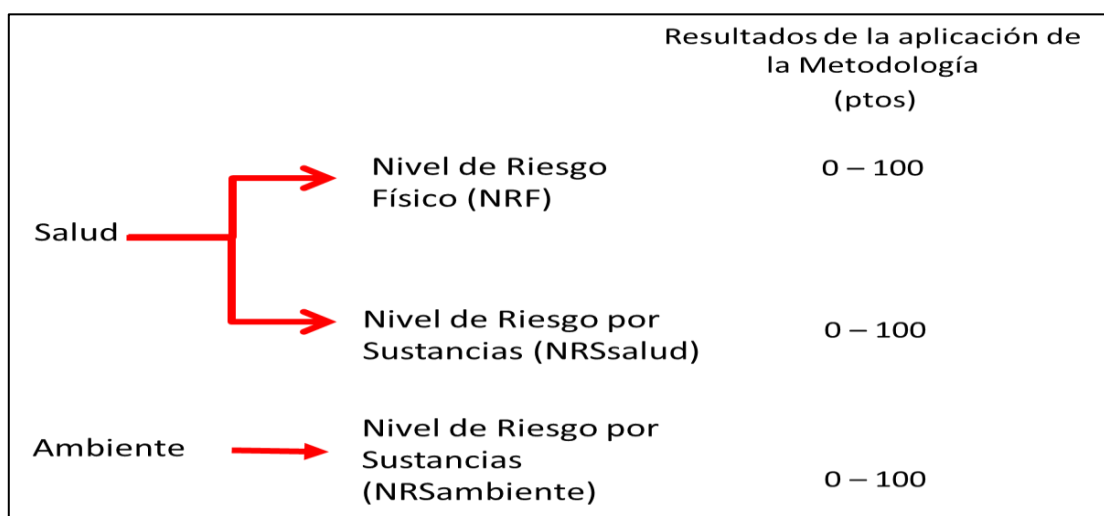 Resultados de la aplicación de
la Metodología
(ptos)
Nivel de Riesgo
Físico (NRF)
0 – 100
Salud
Nivel de Riesgo por
Sustancias (NRSsalud)
0 – 100
Ambiente
Nivel de Riesgo por
Sustancias
(NRSambiente)
0 – 100